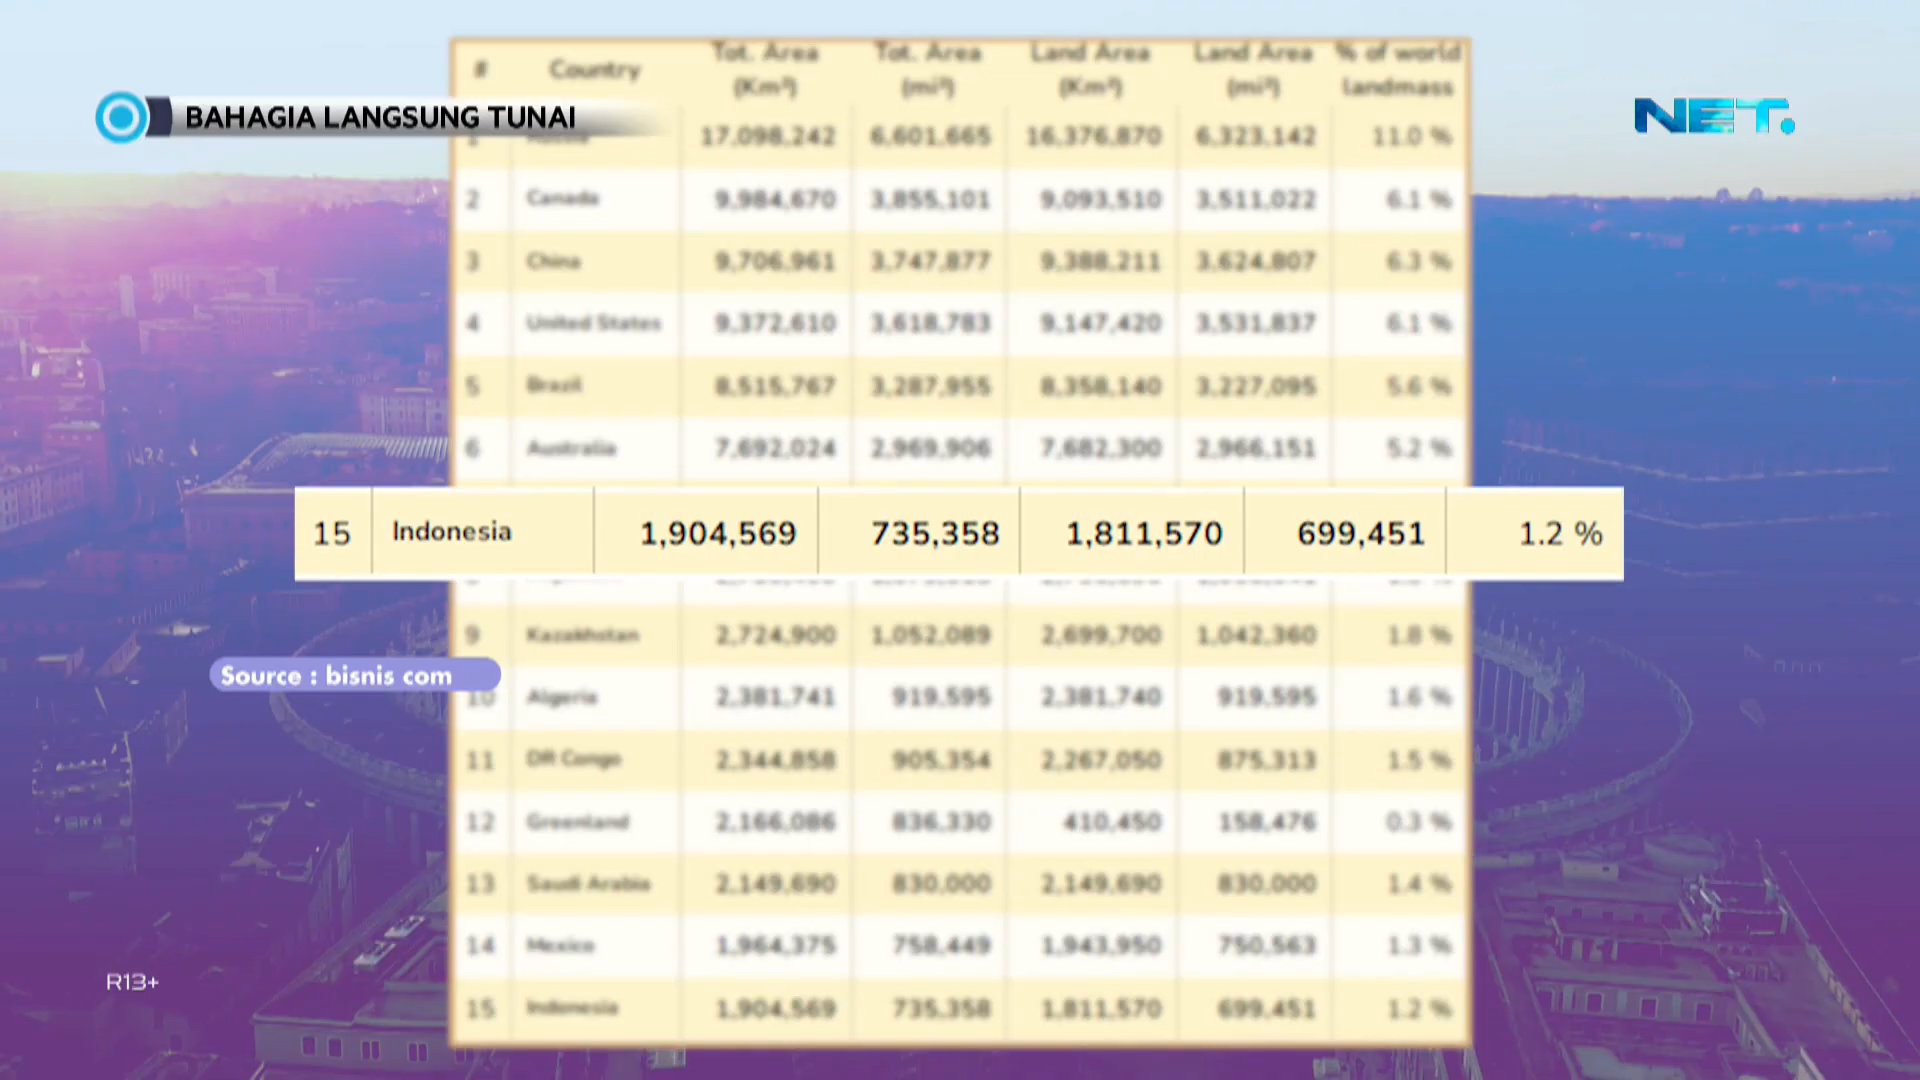 # Country Tot. Area (Km²) Tot. Area (mi²) Land Area (Km²) Land Area (mi²) % of world landmass
BAHAGIA LANGSUNG TUNAI
NET.
17,098,242 6,601,665 16,376,870 6,323,142 11.0 %
2 Canada 9,984,670 3,855,101 9,093,510 3,511,022 6.1 %
3 China 9,706,961 3,747,877 9,388,211 3,624,807 6.3 %
4 United States 9,372,610 3,618,783 9,147,420 3,531,837 6.1 %
5 Brazil 8,515,767 3,287,955 8,358,140 3,227,095 5.6 %
6 Australia 7,692,024 2,969,906 7,682,300 2,966,151 5.2 %
15 Indonesia 1,904,569 735,358 1,811,570 699,451 1.2 %
9 Kazakhstan 2,724,900 1,052,089 2,699,700 1,042,360 1.8 %
Source : bisnis com
10 Algeria 2,381,741 919,595 2,381,740 919,595 1.6 %
11 DR Congo 2,344,858 905,354 2,267,050 875,313 1.5 %
12 Greenland 2,166,086 836,330 410,450 158,476 0.3 %
13 Saudi Arabia 2,149,690 830,000 2,149,690 830,000 1.4 %
14 Mexico 1,964,375 758,449 1,943,950 750,563 1.3 %
R13+
15 Indonesia 1,904,569 735,358 1,811,570 699,451 1.2 %